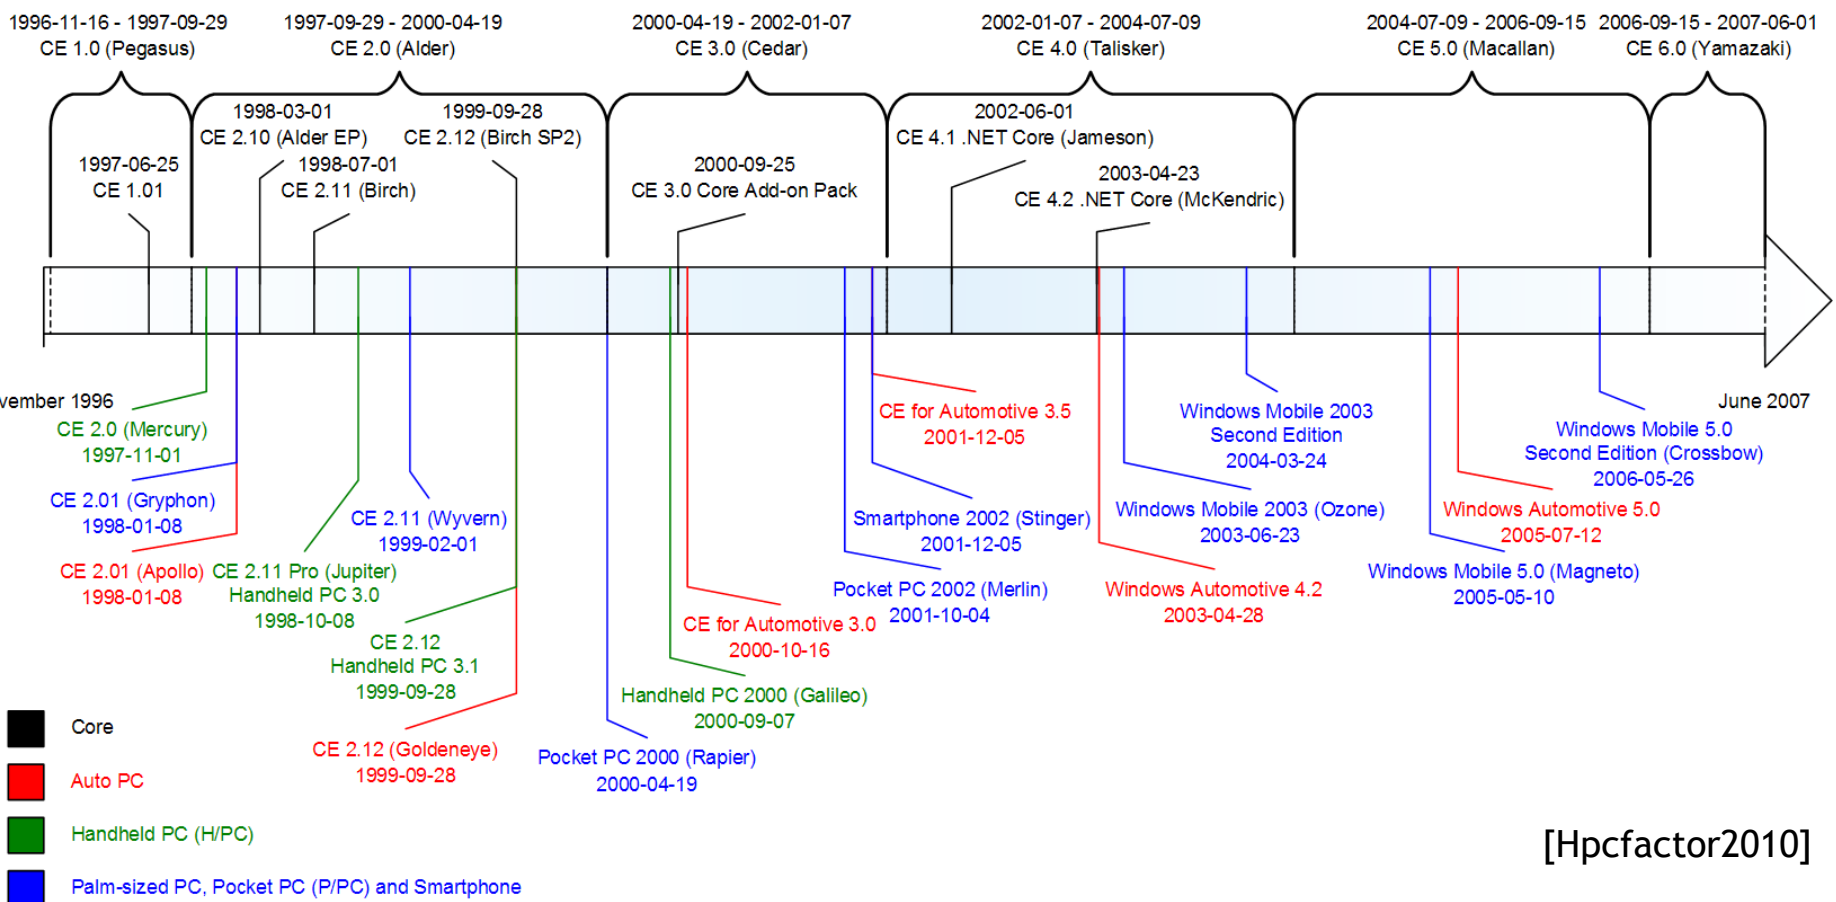 1996-11-16 - 1997-09-29
CE 1.0 (Pegasus)
1997-09-29 - 2000-04-19
CE 2.0 (Alder)
2000-04-19 - 2002-01-07
CE 3.0 (Cedar)
2002-01-07 - 2004-07-09
CE 4.0 (Talisker)
2004-07-09 - 2006-09-15
CE 5.0 (Macallan)
2006-09-15 - 2007-06-01
CE 6.0 (Yamazaki)
1997-06-25
CE 1.01
1998-03-01
CE 2.10 (Alder EP)
1998-07-01
CE 2.11 (Birch)
1999-09-28
CE 2.12 (Birch SP2)
2000-09-25
CE 3.0 Core Add-on Pack
2002-06-01
CE 4.1 .NET Core (Jameson)
2003-04-23
CE 4.2 .NET Core (McKendric)
vember 1996
June 2007
CE 2.0 (Mercury)
1997-11-01
CE 2.01 (Gryphon)
1998-01-08
CE 2.01 (Apollo)
1998-01-08
CE 2.11 Pro (Jupiter)
Handheld PC 3.0
1998-10-08
CE 2.11 (Wyvern)
1999-02-01
CE 2.12
Handheld PC 3.1
1999-09-28
CE 2.12 (Goldeneye)
1999-09-28
Pocket PC 2000 (Rapier)
2000-04-19
Handheld PC 2000 (Galileo)
2000-09-07
CE for Automotive 3.0
2000-10-16
Pocket PC 2002 (Merlin)
2001-10-04
Smartphone 2002 (Stinger)
2001-12-05
CE for Automotive 3.5
2001-12-05
Windows Automotive 4.2
2003-04-28
Windows Mobile 2003 (Ozone)
2003-06-23
Windows Mobile 2003
Second Edition
2004-03-24
Windows Mobile 5.0 (Magneto)
2005-05-10
Windows Automotive 5.0
2005-07-12
Windows Mobile 5.0
Second Edition (Crossbow)
2006-05-26
Core
Auto PC
Handheld PC (H/PC)
Palm-sized PC, Pocket PC (P/PC) and Smartphone
[Hpcfactor2010]